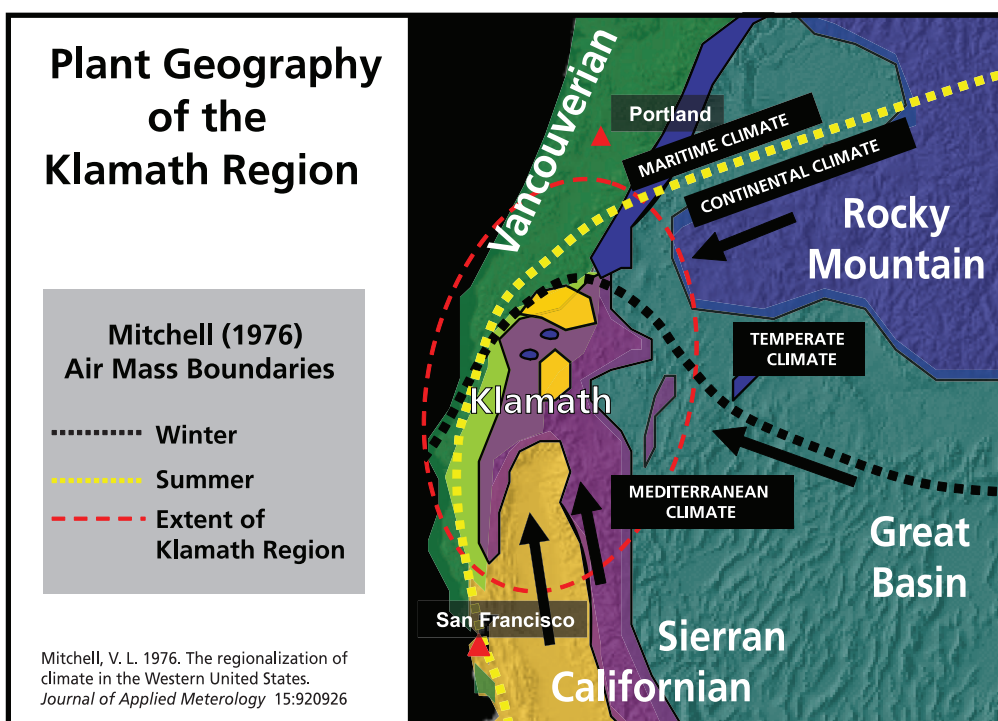 Plant Geography
of the
Klamath Region
Mitchell (1976)
Air Mass Boundaries
Winter
Summer
Extent of
Klamath Region
Mitchell, V. L. 1976. The regionalization of
climate in the Western United States.
Journal of Applied Meterology 15:920926
Vancouverian
Portland
MARITIME CLIMATE
CONTINENTAL CLIMATE
Rocky
Mountain
TEMPERATE
CLIMATE
Klamath
MEDITERRANEAN
CLIMATE
Great
Basin
San Francisco
Sierran
Californian